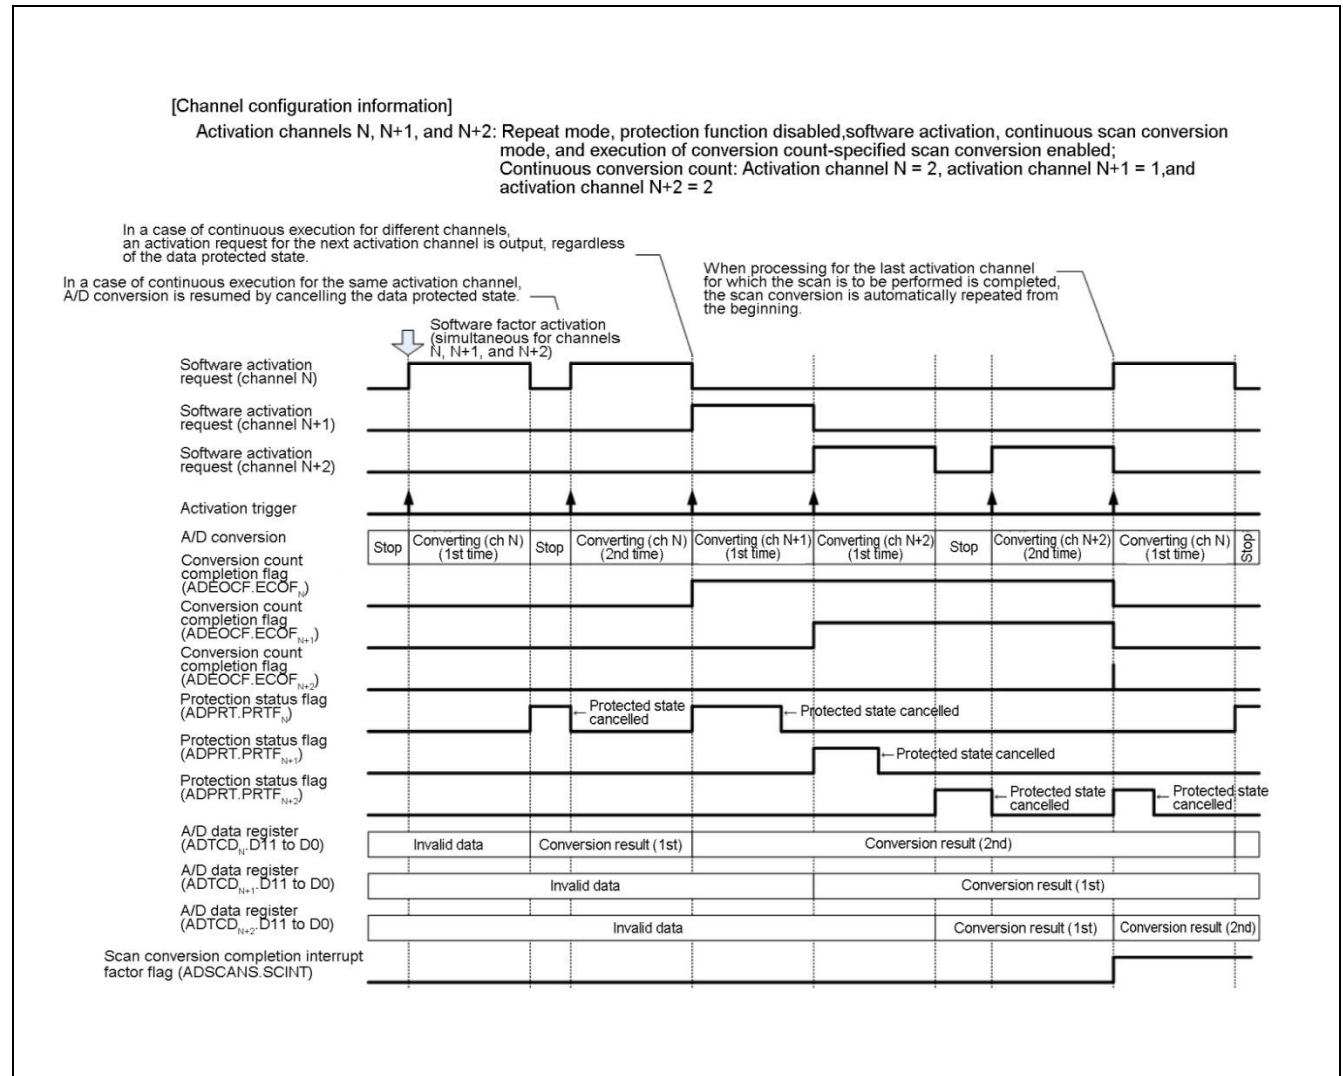 [Channel configuration information]
Activation channels N, N+1, and N+2: Repeat mode, protection function disabled,software activation, continuous scan conversion
mode, and execution of conversion count-specified scan conversion enabled;
Continuous conversion count: Activation channel N = 2, activation channel N+1 = 1,and
activation channel N+2 = 2
In a case of continuous execution for different channels,
an activation request for the next activation channel is output, regardless
of the data protected state.
In a case of continuous execution for the same activation channel,
A/D conversion is resumed by cancelling the data protected state.
When processing for the last activation channel
for which the scan is to be performed is completed,
the scan conversion is automatically repeated from
the beginning.
Software factor activation
(simultaneous for channels
N, N+1, and N+2)
Software activation
request (channel N)
Software activation
request (channel N+1)
Software activation
request (channel N+2)
Activation trigger
A/D conversion
Stop
Converting (ch N)
(1st time)
Stop
Converting (ch N)
(2nd time)
Converting (ch N+1)
(1st time)
Converting (ch N+2)
(1st time)
Stop
Converting (ch N+2)
(2nd time)
Converting (ch N)
(1st time)
Stop
Conversion count
completion flag
(ADEOCF.ECOFN)
Conversion count
completion flag
(ADEOCF.ECOFN+1)
Conversion count
completion flag
(ADEOCF.ECOFN+2)
Protection status flag
(ADPRT.PRTFN)
← Protected state
cancelled
← Protected state cancelled
Protection status flag
(ADPRT.PRTFN+1)
←Protected state cancelled
Protection status flag
(ADPRT.PRTFN+2)
← Protected state
cancelled
← Protected state
cancelled
A/D data register
(ADTCDN.D11 to D0)
Invalid data
Conversion result (1st)
Conversion result (2nd)
A/D data register
(ADTCDN+1.D11 to D0)
Invalid data
Conversion result (1st)
A/D data register
(ADTCDN+2.D11 to D0)
Invalid data
Conversion result (1st)
Conversion result (2nd)
Scan conversion completion interrupt
factor flag (ADSCANS.SCINT)